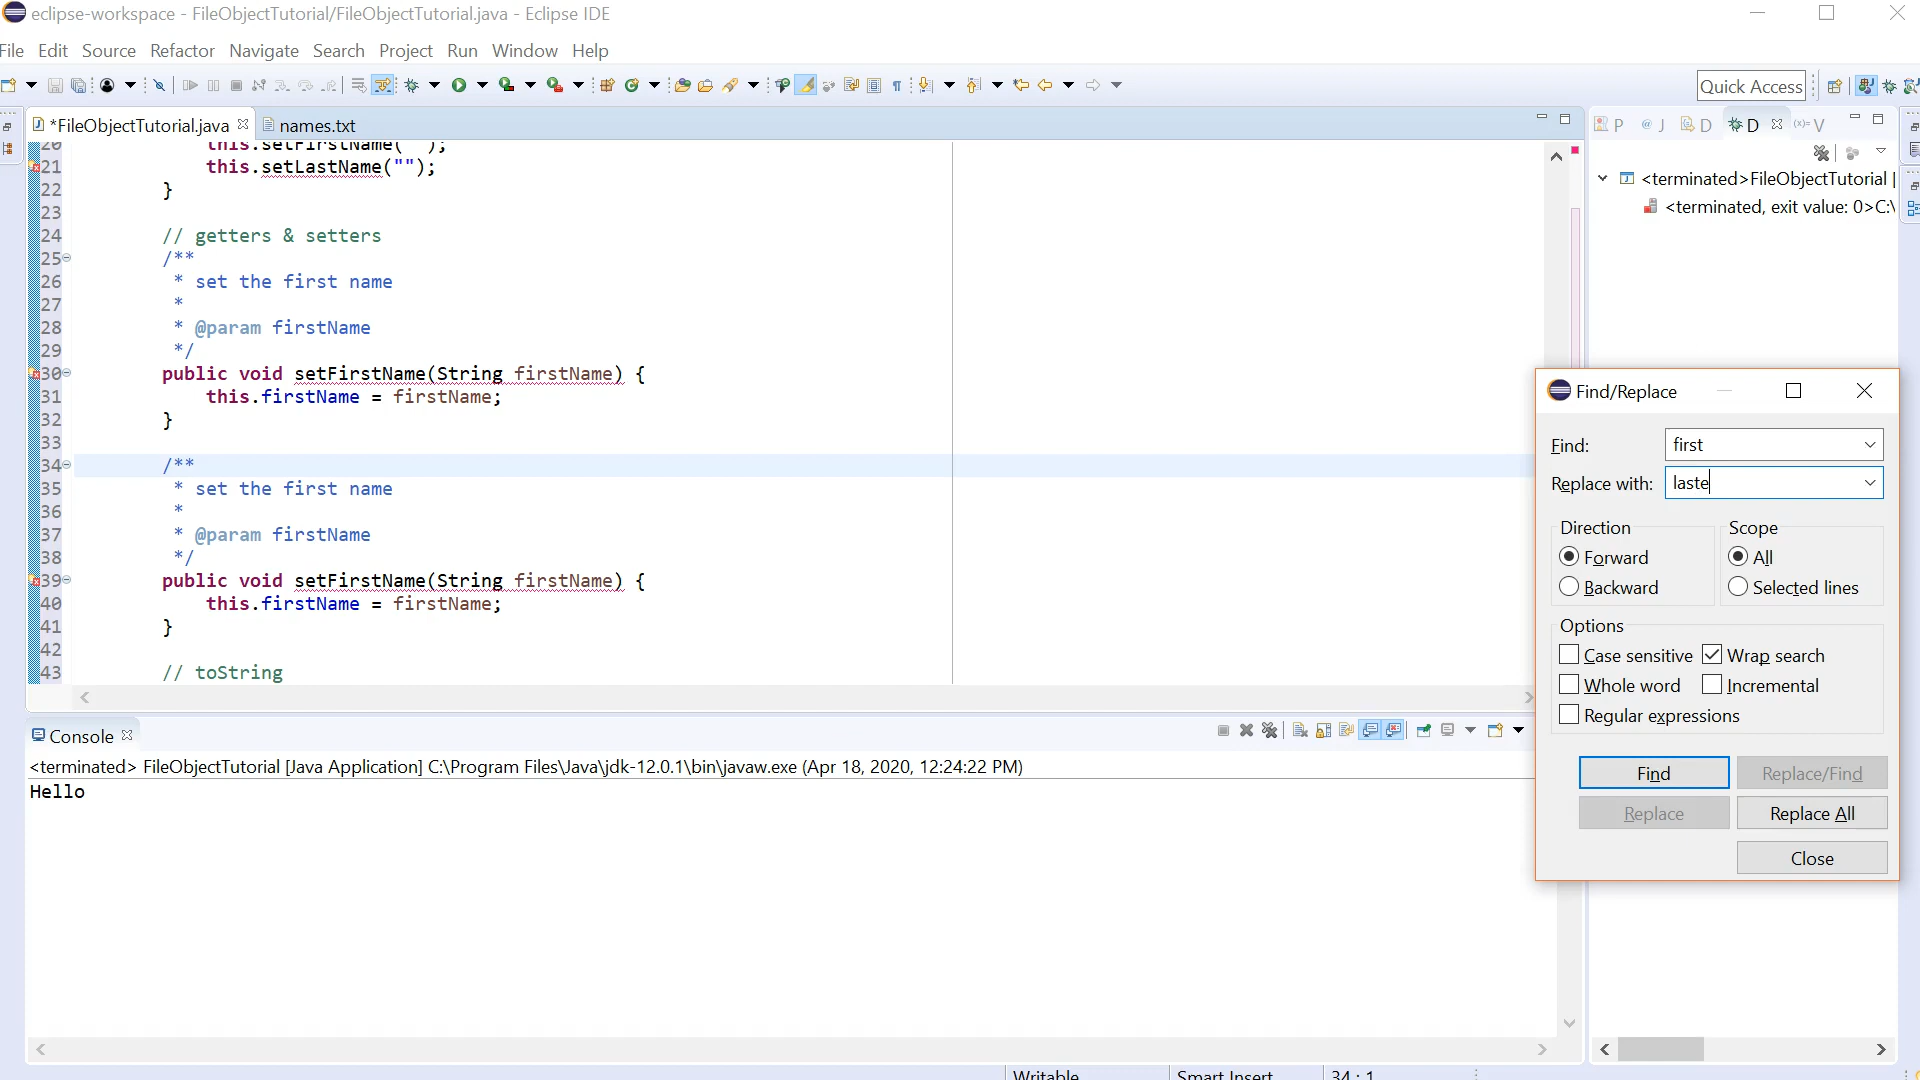 eclipse-workspace - FileObjectTutorial/FileObjectTutorial.java - Eclipse IDE
File Edit Source Refactor Navigate Search Project Run Window Help
Quick Access
*FileObjectTutorial.java names.txt
20 this.setFirstName("");
21 this.setLastName("");
22 }
23
24 // getters & setters
25 /**
26 * set the first name
27 *
28 * @param firstName
29 */
30 public void setFirstName(String firstName) {
31 this.firstName = firstName;
32 }
33
34 /**
35 * set the first name
36 *
37 * @param firstName
38 */
39 public void setFirstName(String firstName) {
40 this.firstName = firstName;
41 }
42
43 // toString
P @ J D D (x)= V
<terminated>FileObjectTutorial
<terminated, exit value: 0>C:\
Find/Replace
Find: first
Replace with: laste
Direction
Forward
Backward
Scope
All
Selected lines
Options
Case sensitive Wrap search
Whole word Incremental
Regular expressions
Find Replace/Find
Replace Replace All
Close
Console
<terminated> FileObjectTutorial [Java Application] C:\Program Files\Java\jdk-12.0.1\bin\javaw.exe (Apr 18, 2020, 12:24:22 PM)
Hello
Writable Smart Insert 34 : 1